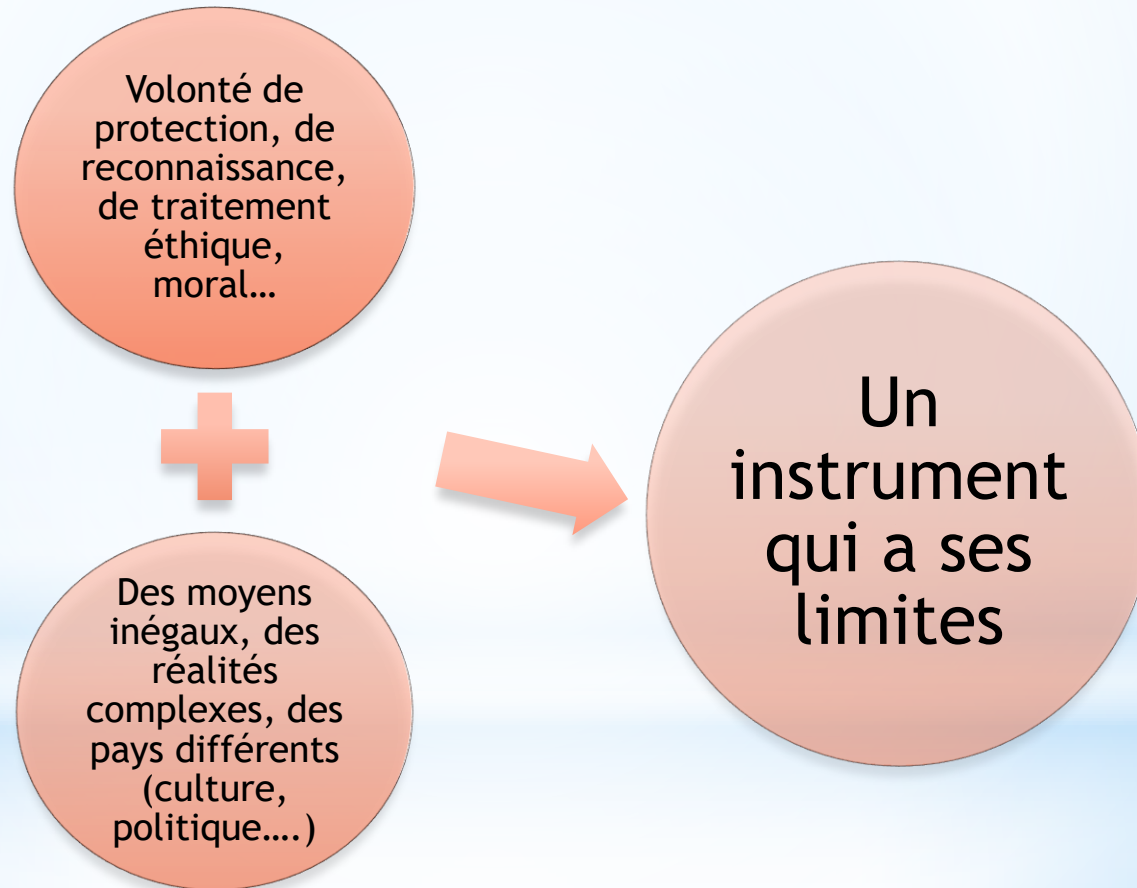 Volonté de
protection, de
reconnaissance,
de traitement
éthique,
moral…
Des moyens
inégaux, des
réalités
complexes, des
pays différents
(culture,
politique….)
Un
instrument
qui a ses
limites